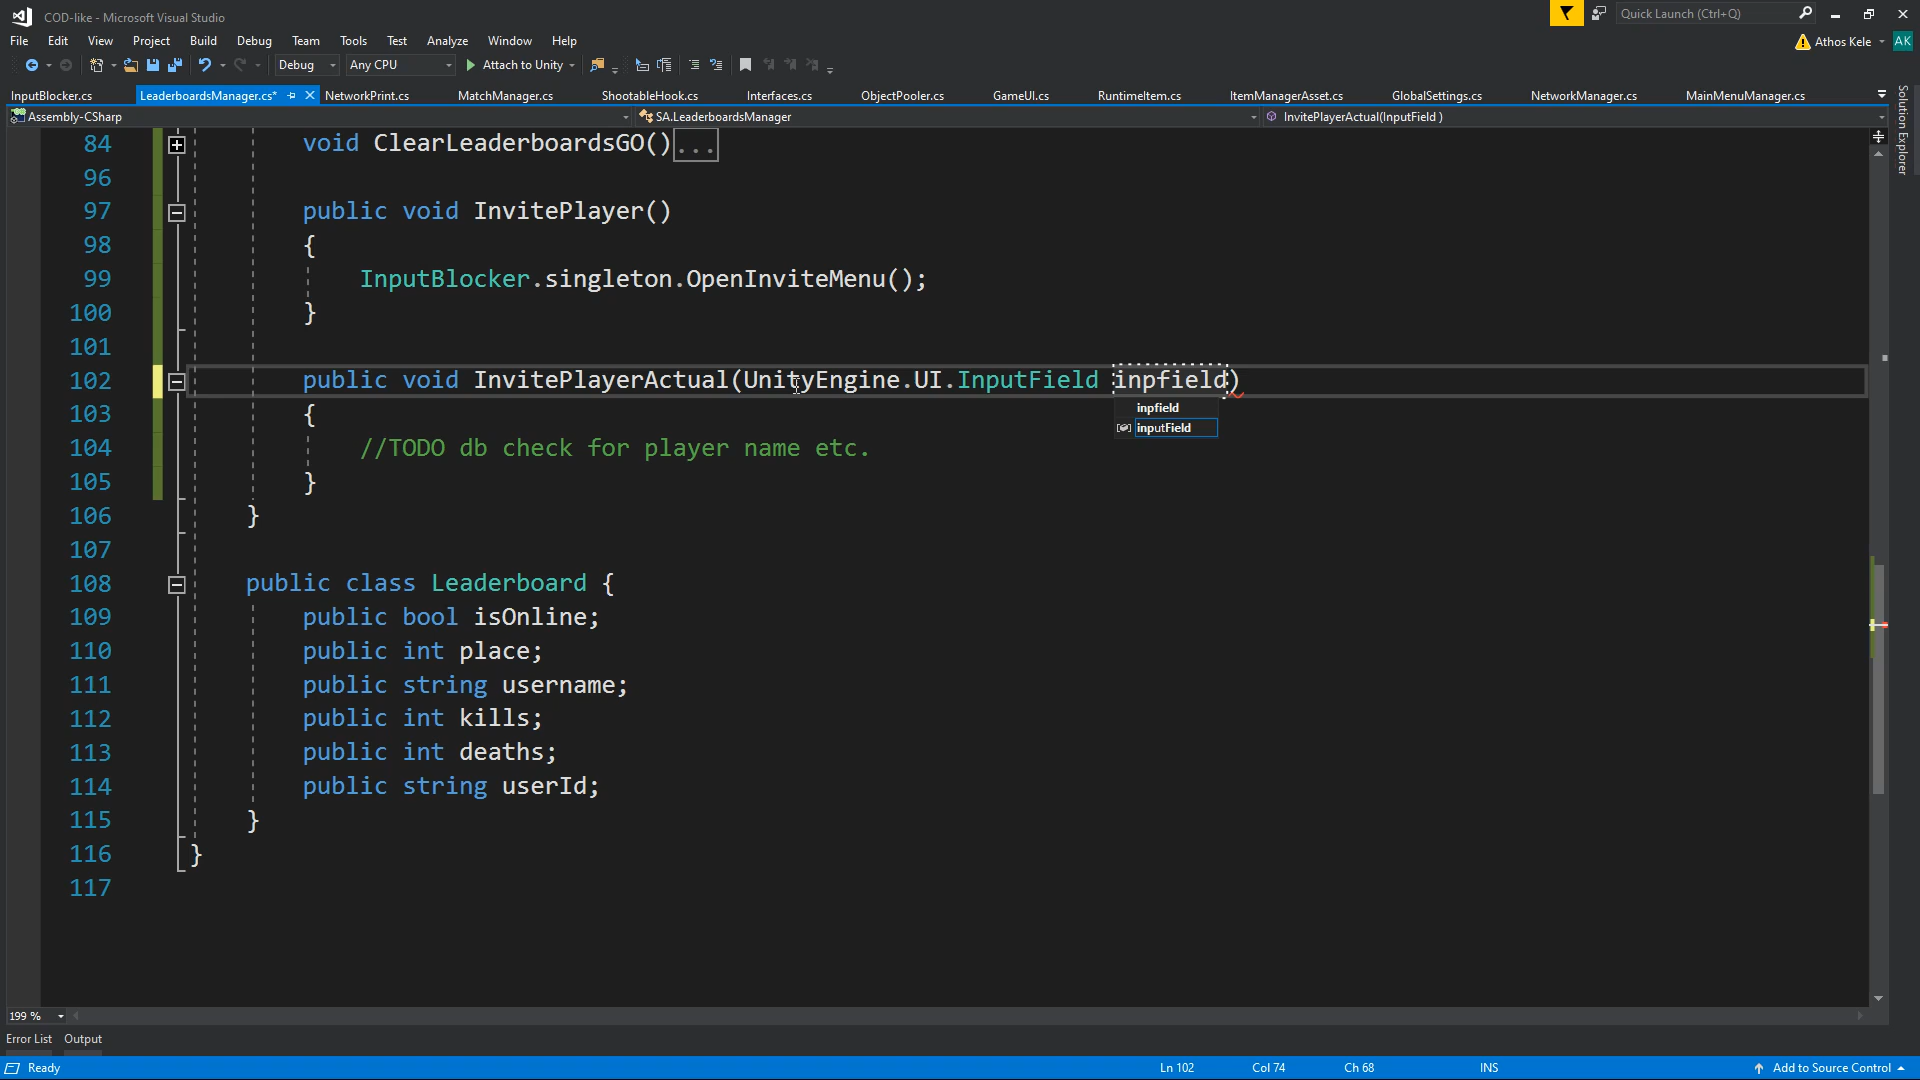 COD-like - Microsoft Visual Studio
Quick Launch (Ctrl+Q)
File Edit View Project Build Debug Team Tools Test Analyze Window Help
Athos Kele AK
Debug Any CPU Attach to Unity
InputBlocker.cs LeaderboardsManager.cs* NetworkPrint.cs MatchManager.cs ShootableHook.cs Interfaces.cs ObjectPooler.cs GameUI.cs RuntimeItem.cs ItemManagerAsset.cs GlobalSettings.cs NetworkManager.cs MainMenuManager.cs
Assembly-CSharp SA.LeaderboardsManager InvitePlayerActual(InputField )
Solution Explorer
84 void ClearLeaderboardsGO()...
96
97 public void InvitePlayer()
98 {
99 InputBlocker.singleton.OpenInviteMenu();
100 }
101
102 public void InvitePlayerActual(UnityEngine.UI.InputField inpfield)
103 {
inpfield
inputField
104 //TODO db check for player name etc.
105 }
106 }
107
108 public class Leaderboard {
109 public bool isOnline;
110 public int place;
111 public string username;
112 public int kills;
113 public int deaths;
114 public string userId;
115 }
116 }
117
199 %
Error List Output
Ready Ln 102 Col 74 Ch 68 INS Add to Source Control